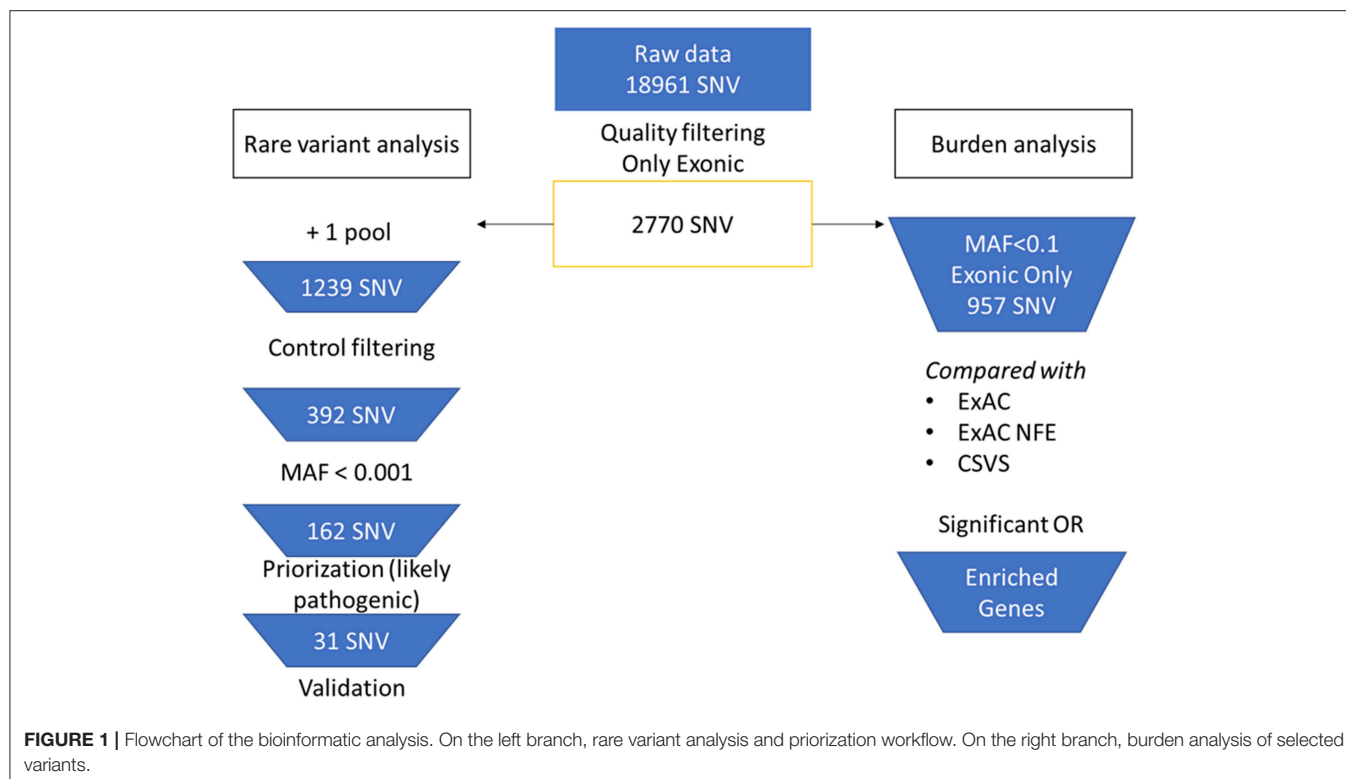 Raw data
18961 SNV
Quality filtering
Only Exonic
2770 SNV
Rare variant analysis
+ 1 pool
1239 SNV
Control filtering
392 SNV
MAF < 0.001
162 SNV
Priorization (likely
pathogenic)
31 SNV
Validation
Burden analysis
MAF<0.1
Exonic Only
957 SNV
Compared with
• ExAC
• ExAC NFE
• CSVS
Significant OR
Enriched
Genes
FIGURE 1 | Flowchart of the bioinformatic analysis. On the left branch, rare variant analysis and priorization workflow. On the right branch, burden analysis of selected
variants.